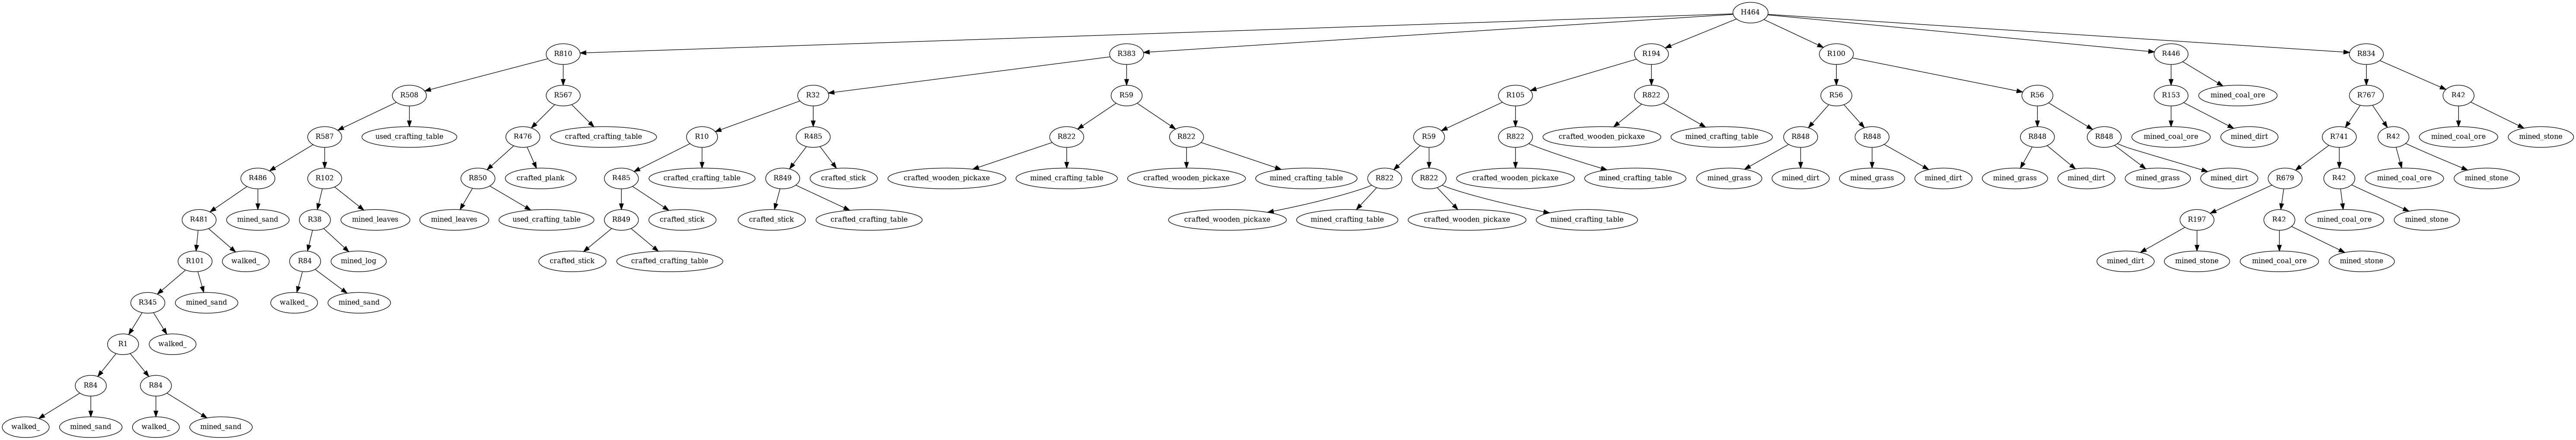 H464
R810 R383 R194 R100 R446 R834
R508 R567 R32 R59 R105 R822 R56 R56 R153 mined_coal_ore R767 R42
R587 used_crafting_table R476 crafted_crafting_table R10 R485 R822 R822 R59 R822 crafted_wooden_pickaxe mined_crafting_table R848 R848 R848 R848 mined_coal_ore mined_dirt R741 R42 mined_coal_ore mined_stone
R486 R102 R850 crafted_plank R485 crafted_crafting_table R849 crafted_stick crafted_wooden_pickaxe mined_crafting_table crafted_wooden_pickaxe mined_crafting_table R822 R822 crafted_wooden_pickaxe mined_crafting_table mined_grass mined_dirt mined_grass mined_dirt mined_grass mined_dirt mined_grass mined_dirt R679 R42 mined_coal_ore mined_stone
R481 mined_sand R38 mined_leaves mined_leaves used_crafting_table R849 crafted_stick crafted_stick crafted_crafting_table crafted_wooden_pickaxe mined_crafting_table crafted_wooden_pickaxe mined_crafting_table R197 R42 mined_coal_ore mined_stone
R101 walked_ R84 mined_log crafted_stick crafted_crafting_table mined_dirt mined_stone mined_coal_ore mined_stone
R345 mined_sand walked_ mined_sand
R1 walked_
R84 R84
walked_ mined_sand walked_ mined_sand